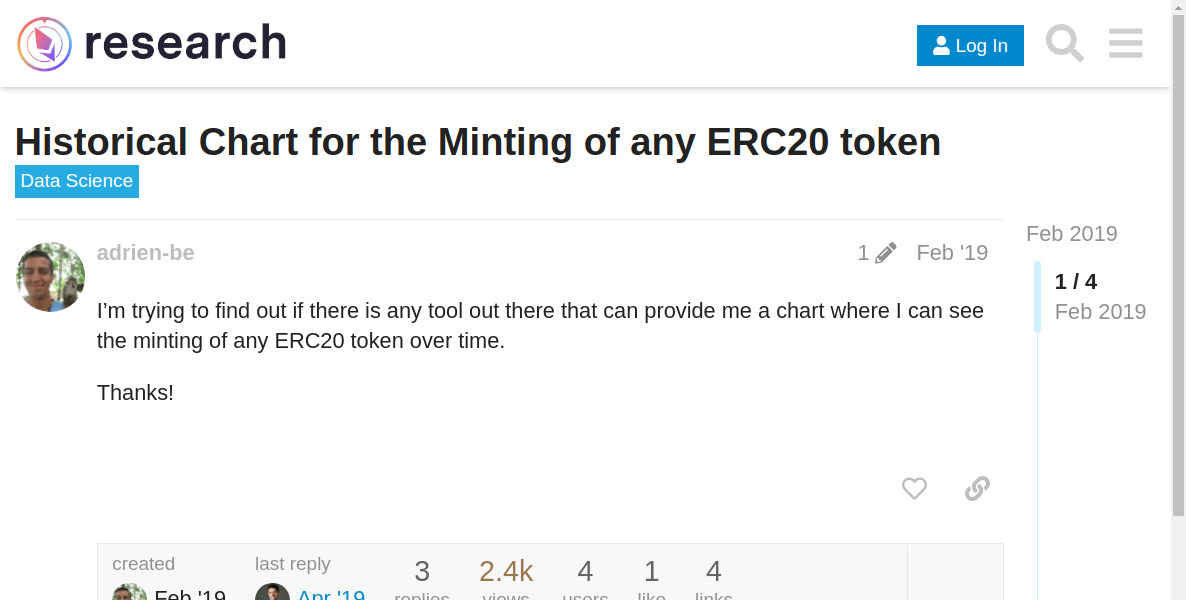 research
Log In
Historical Chart for the Minting of any ERC20 token
Data Science
adrien-be
1
Feb '19
I’m trying to find out if there is any tool out there that can provide me a chart where I can see
the minting of any ERC20 token over time.
Thanks!
Feb 2019
1 / 4
Feb 2019
created
last reply
3
2.4k
4
1
4
Feb '19
Apr '19
replies
views
users
like
links